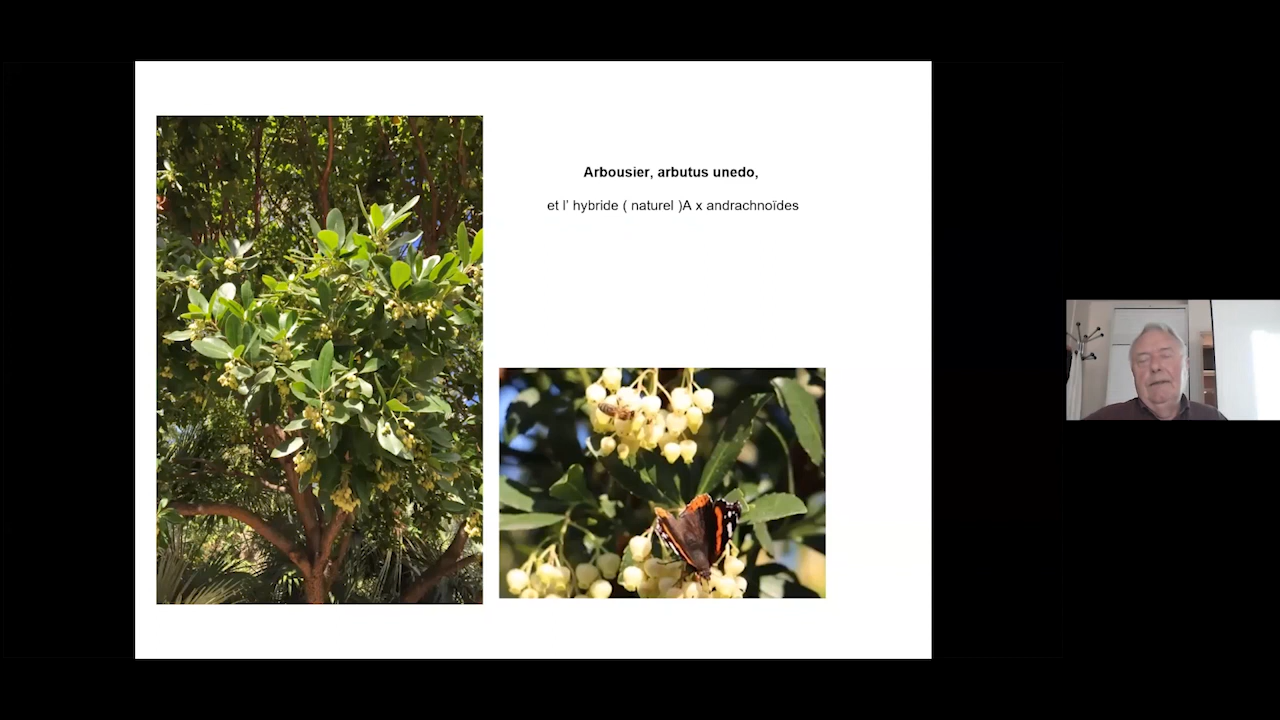 Arbousier, arbutus unedo,
et l' hybride ( naturel )A x andrachnoïdes